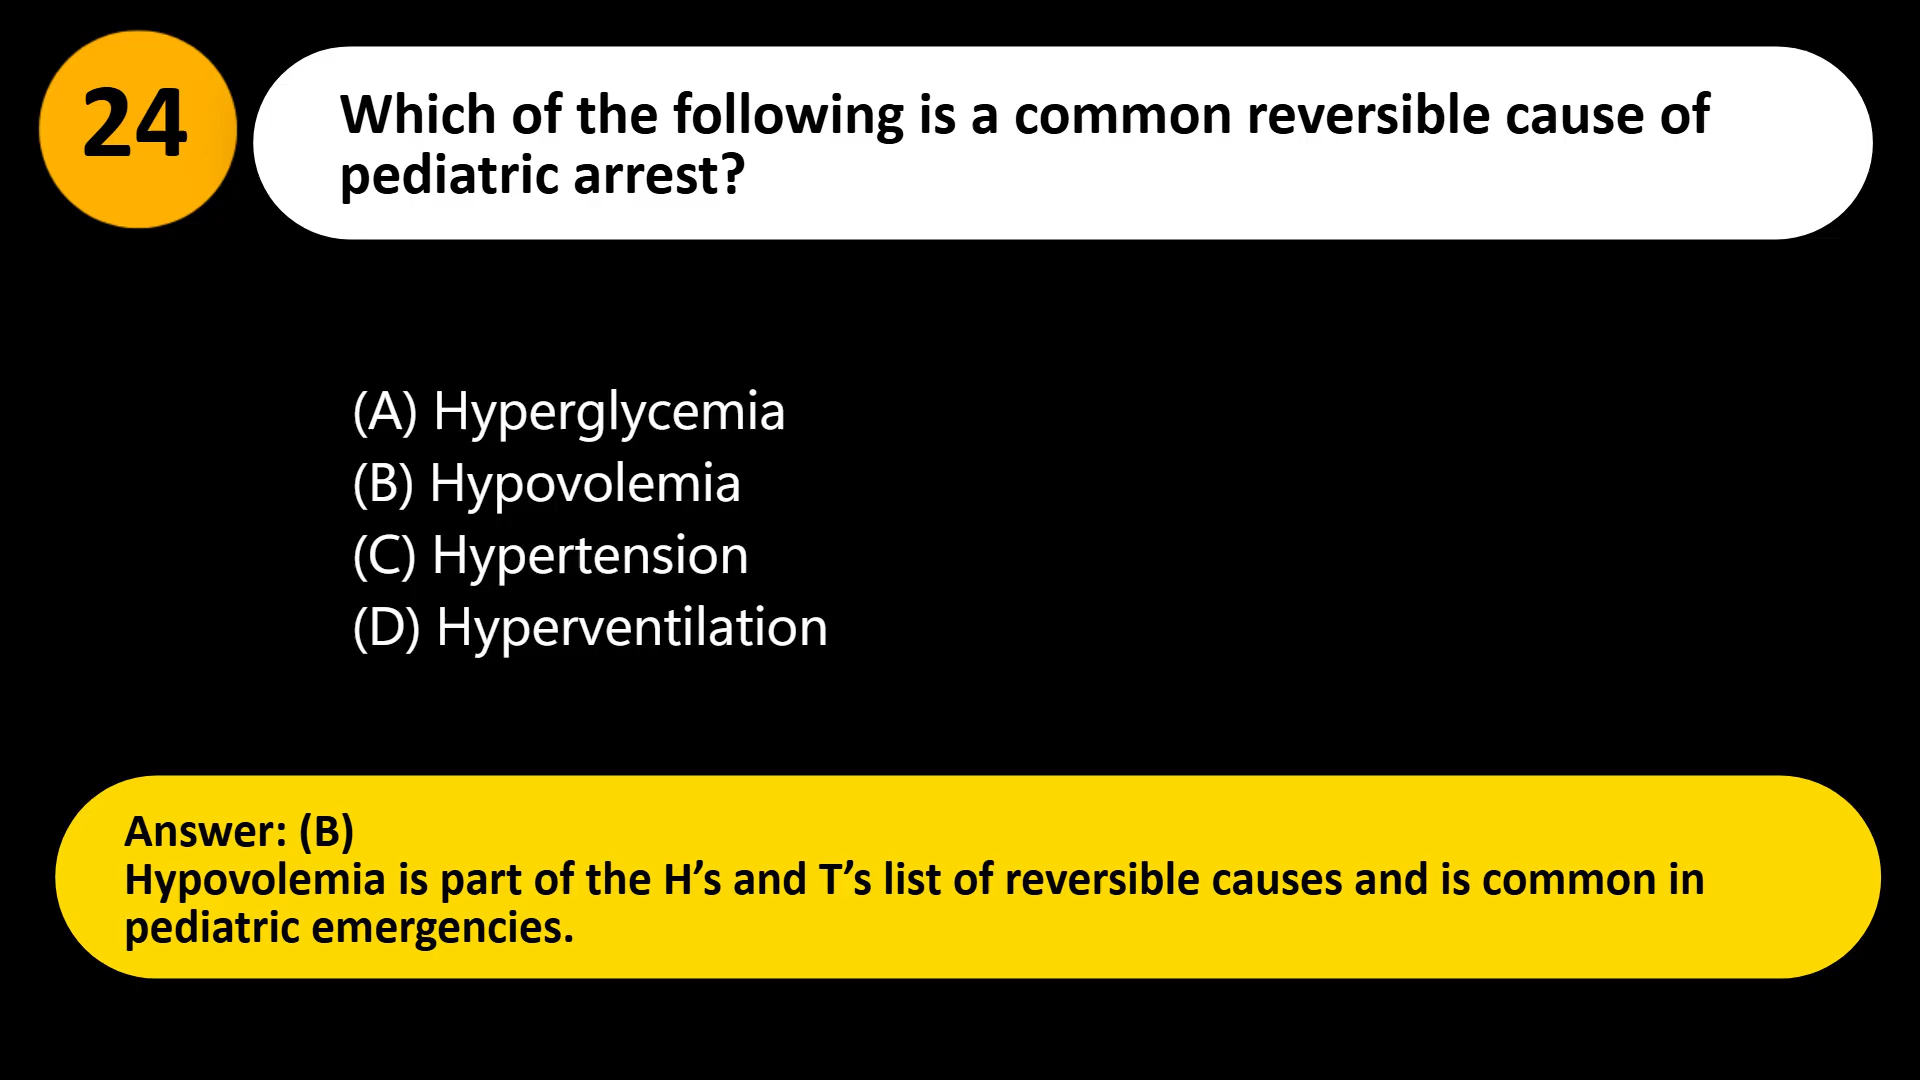 24
Which of the following is a common reversible cause of
pediatric arrest?
(A) Hyperglycemia
(B) Hypovolemia
(C) Hypertension
(D) Hyperventilation
Answer: (B)
Hypovolemia is part of the H’s and T’s list of reversible causes and is common in
pediatric emergencies.